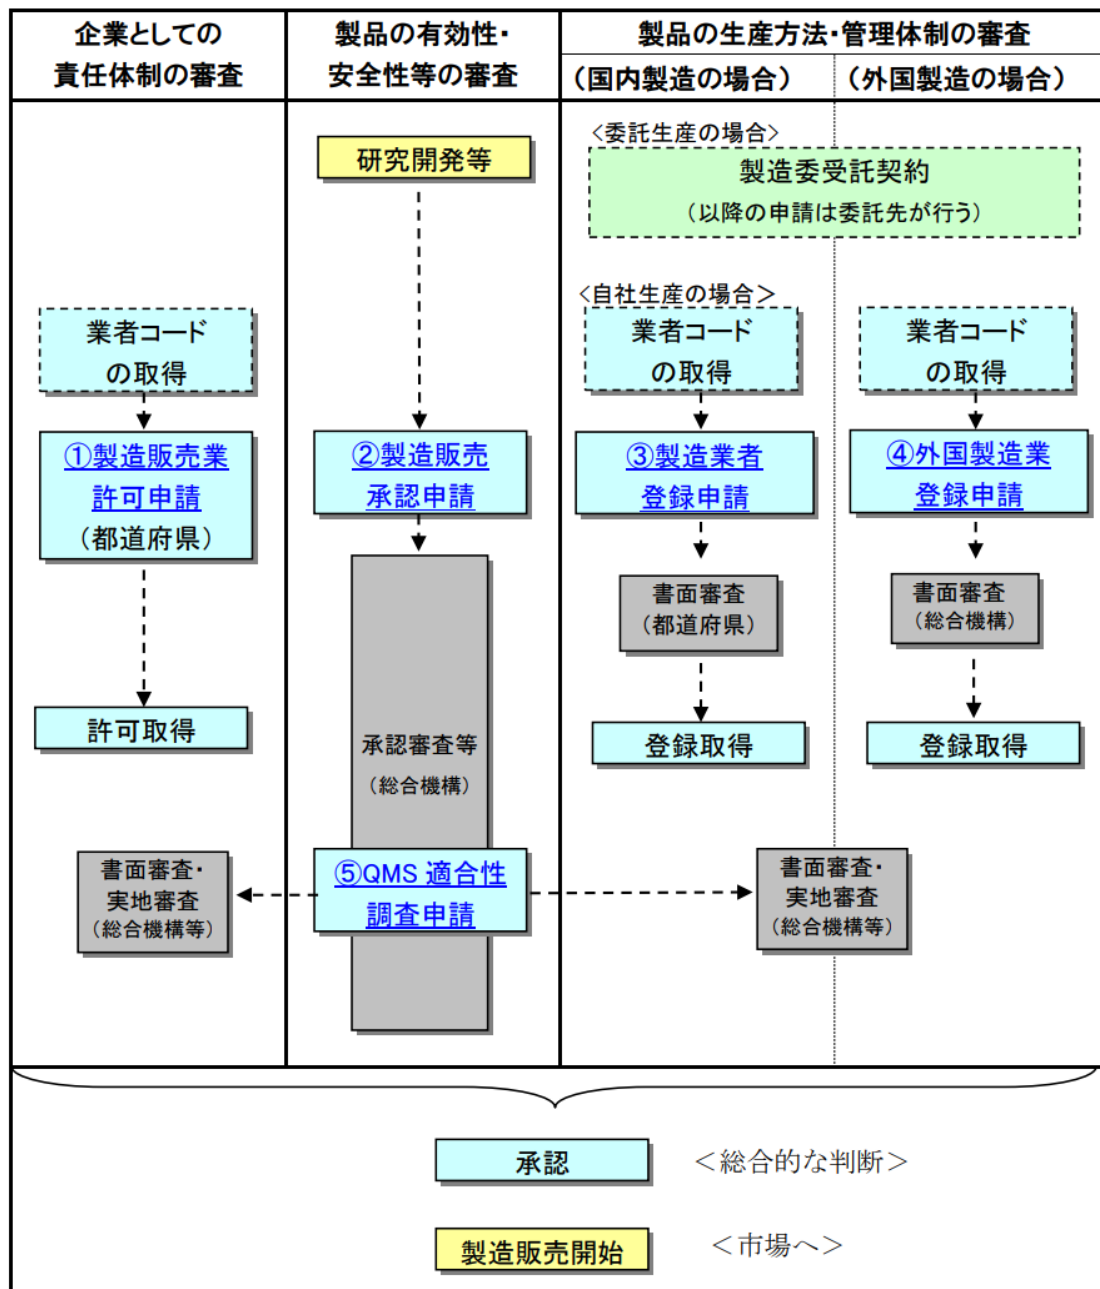 企業としての
責任体制の審査
製品の有効性・
安全性等の審査
製品の生産方法・管理体制の審査
（国内製造の場合）
（外国製造の場合）
<委託生産の場合>
研究開発等
製造委受託契約
（以降の申請は委託先が行う）
<自社生産の場合＞
業者コード
の取得
業者コード
の取得
業者コード
の取得
①製造販売業
許可申請
（都道府県）
②製造販売
承認申請
③製造業者
登録申請
④外国製造業
登録申請
書面審査
（都道府県）
書面審査
（総合機構）
許可取得
承認審査等
（総合機構）
登録取得
登録取得
書面審査・
実地審査
（総合機構等）
⑤QMS 適合性
調査申請
書面審査・
実地審査
（総合機構等）
承認
＜総合的な判断＞
製造販売開始
＜市場へ＞